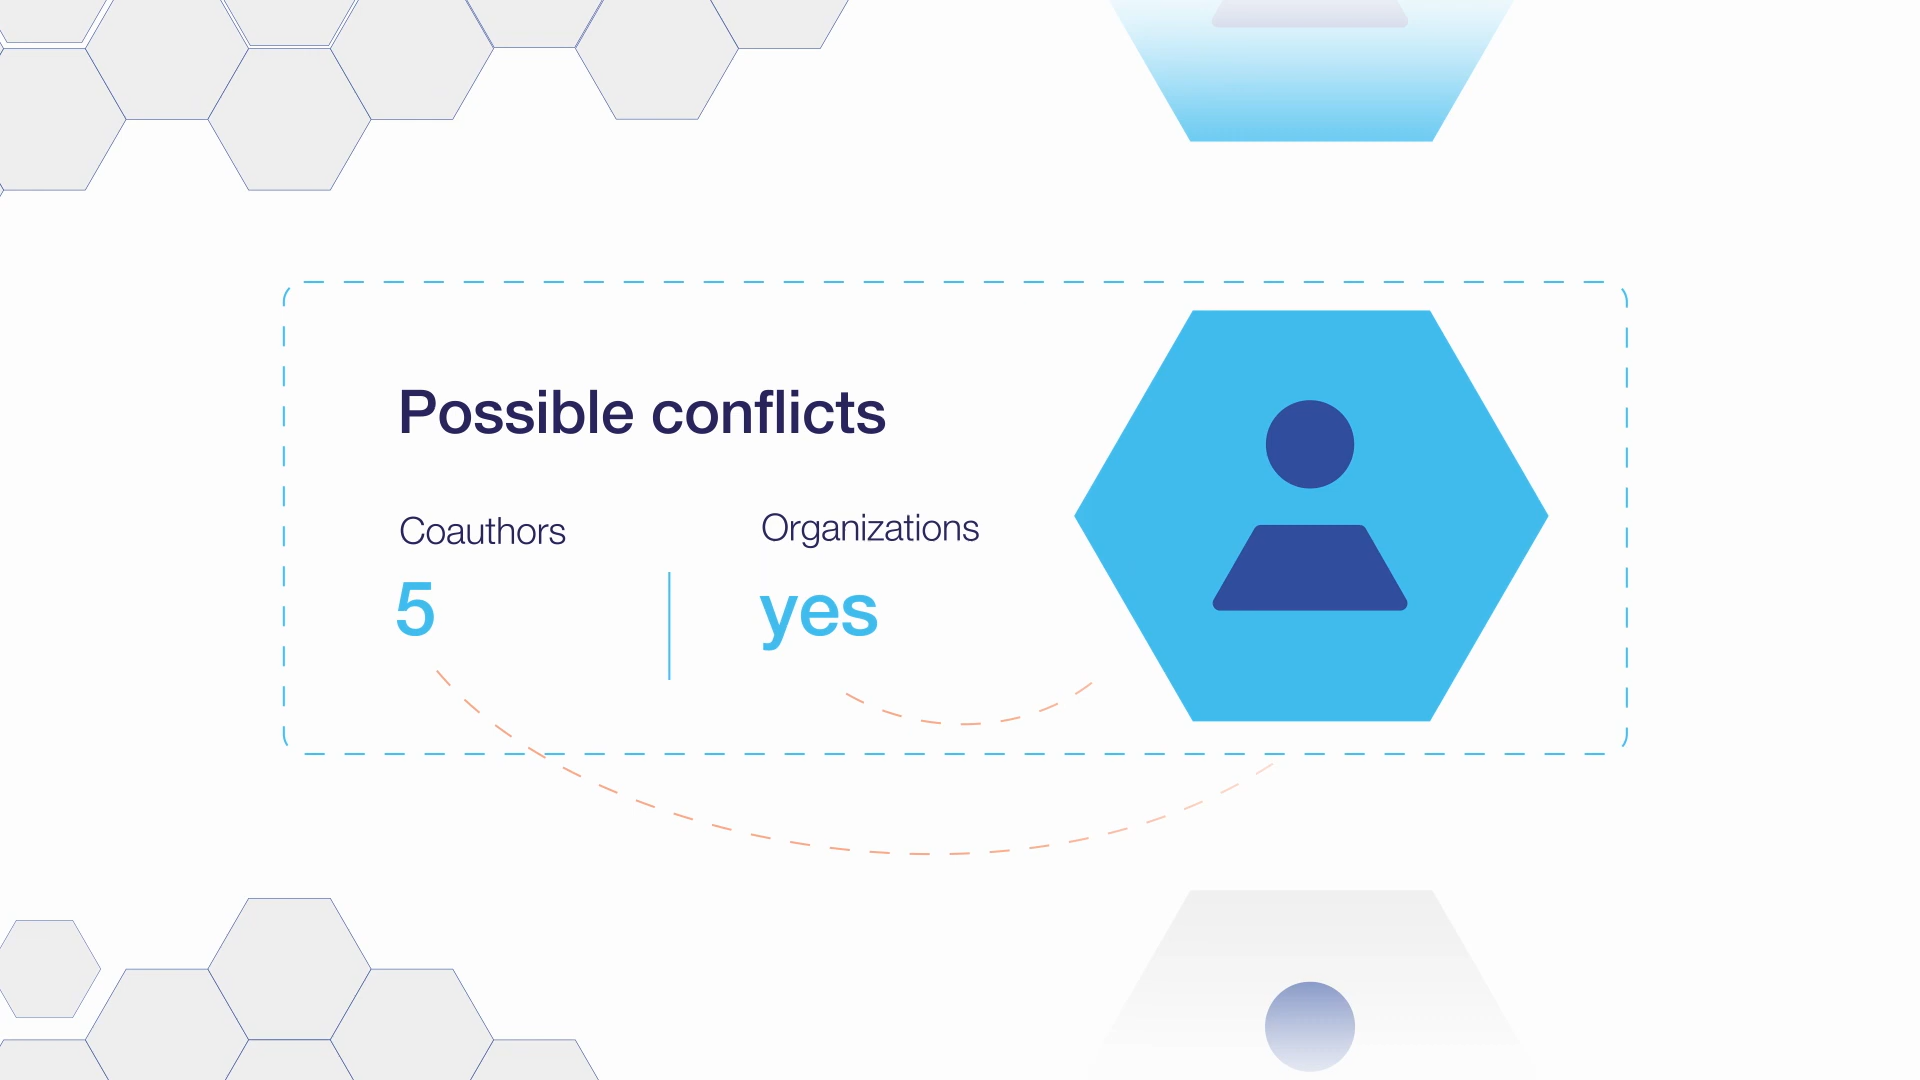 Possible conflicts
Coauthors
Organizations
5
yes